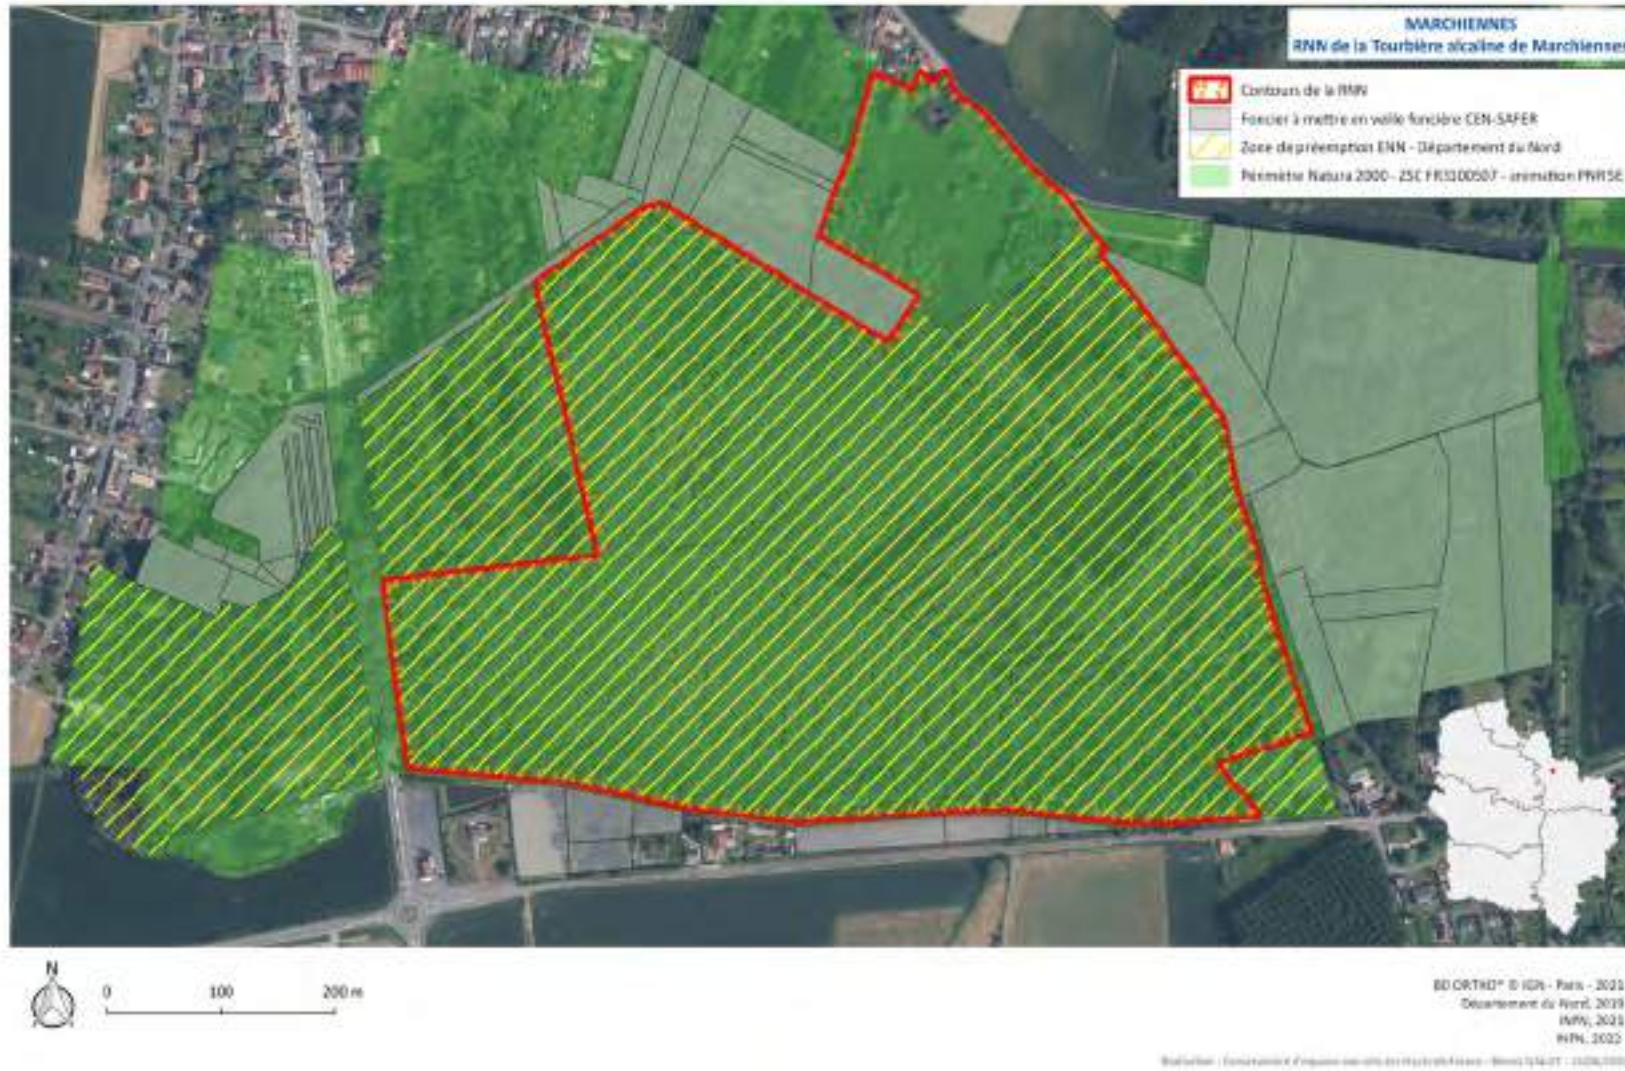 MARCHIENNES
RNN de la Tourbière alcaline de Marchiennes
Contours de la RNN
Foncier à mettre en veille foncière CEN-SAFER
Zone de préemption ENN - Département du Nord
Périmètre Natura 2000 - ZSC FR3100507 - animation PNRSE
N
0 100 200 m
BD ORTHO® © IGN - Paris - 2021
Département du Nord, 2019
INPN, 2021
INPN, 2022